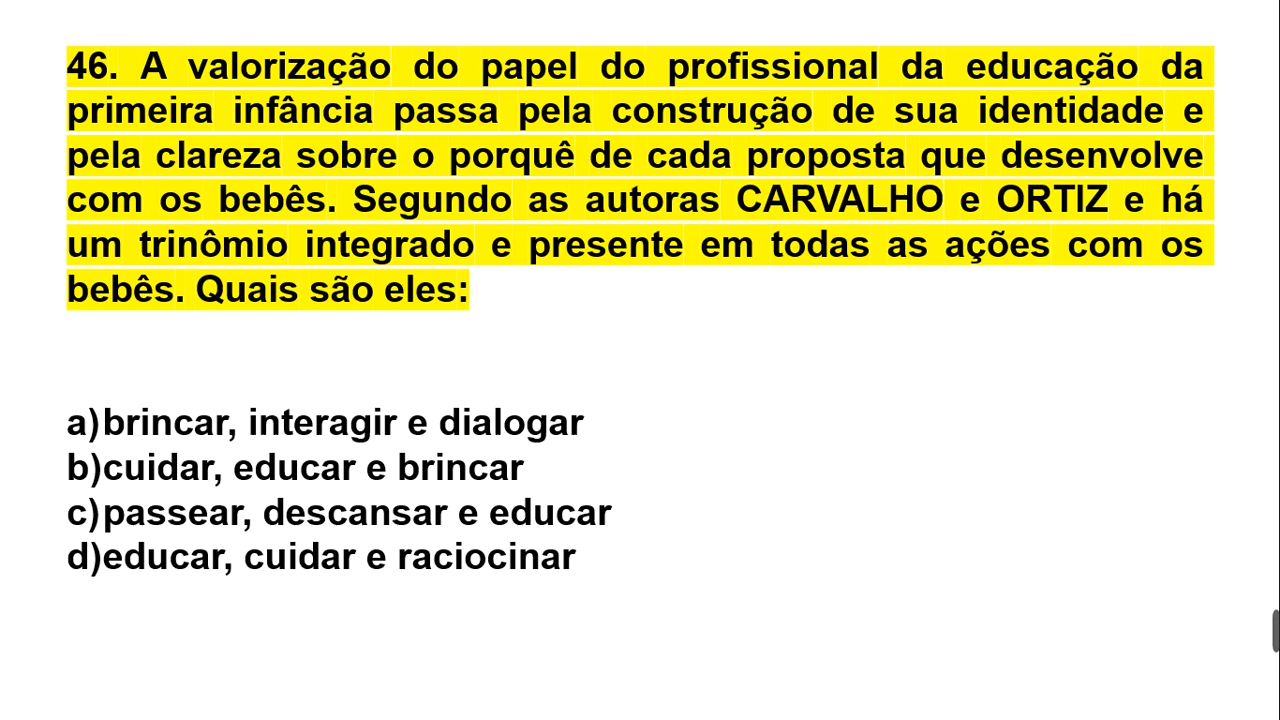 46. A valorização do papel do profissional da educação da
primeira infância passa pela construção de sua identidade e
pela clareza sobre o porquê de cada proposta que desenvolve
com os bebês. Segundo as autoras CARVALHO e ORTIZ e há
um trinômio integrado e presente em todas as ações com os
bebês. Quais são eles:
a)brincar, interagir e dialogar
b)cuidar, educar e brincar
c)passear, descansar e educar
d)educar, cuidar e raciocinar